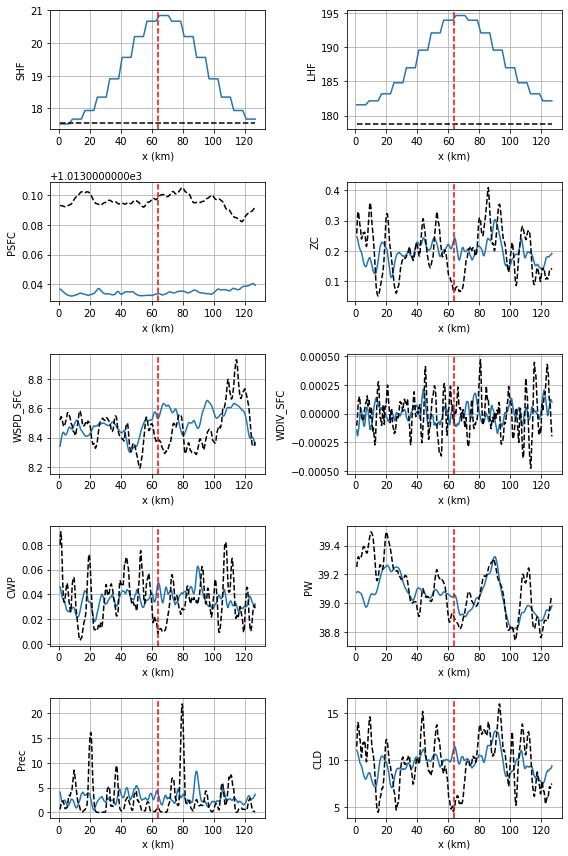 SHF
21
20
19
18
0 20 40 60 80 100 120
x (km)
LHF
195
190
185
180
0 20 40 60 80 100 120
x (km)
+1.0130000000e3
PSFC
0.10
0.08
0.06
0.04
0 20 40 60 80 100 120
x (km)
ZC
0.4
0.3
0.2
0.1
0 20 40 60 80 100 120
x (km)
WSPD_SFC
8.8
8.6
8.4
8.2
0 20 40 60 80 100 120
x (km)
WDIV_SFC
0.00050
0.00025
0.00000
−0.00025
−0.00050
0 20 40 60 80 100 120
x (km)
CWP
0.08
0.06
0.04
0.02
0.00
0 20 40 60 80 100 120
x (km)
PW
39.4
39.2
39.0
38.8
0 20 40 60 80 100 120
x (km)
Prec
20
15
10
5
0
0 20 40 60 80 100 120
x (km)
CLD
15
10
5
0 20 40 60 80 100 120
x (km)